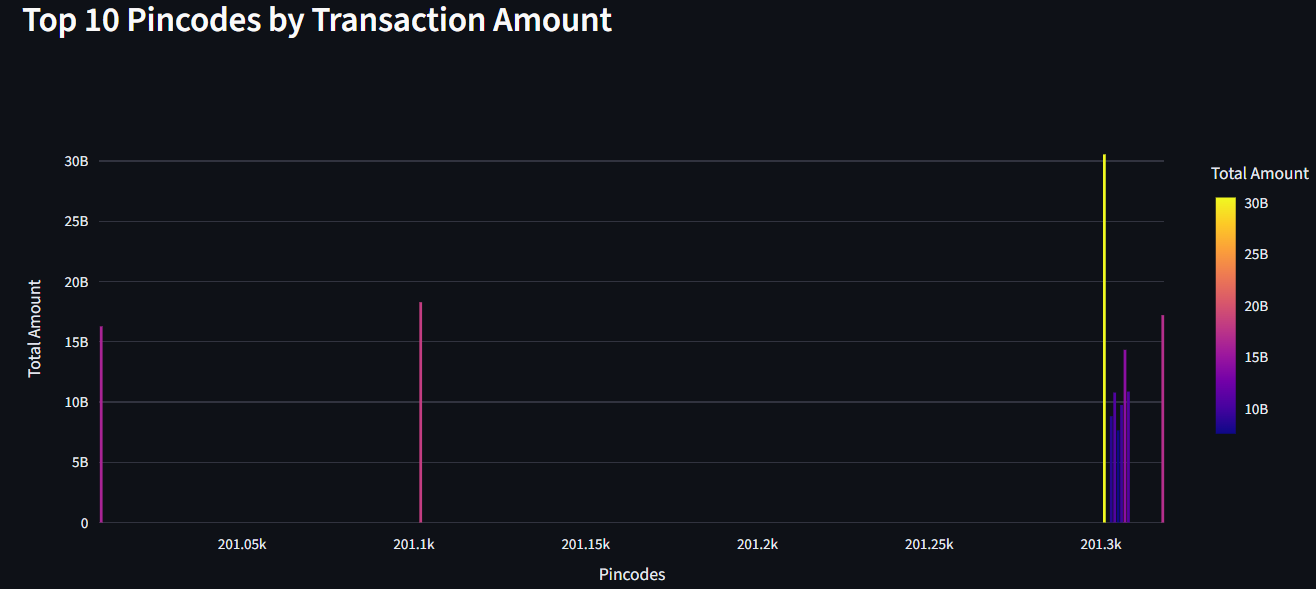 Top 10 Pincodes by Transaction Amount
30B
25B
20B
15B
10B
5B
0
Total Amount
201.05k
201.1k
201.15k
201.2k
201.25k
201.3k
Pincodes
Total Amount
30B
25B
20B
15B
10B